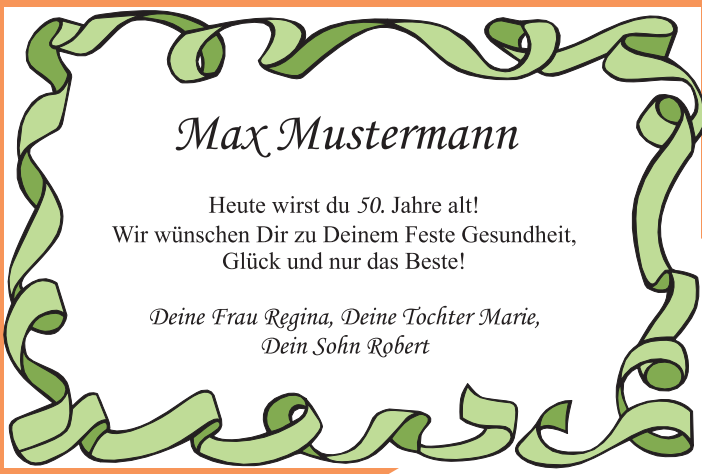 Max Mustermann
Heute wirst du 50. Jahre alt!
Wir wünschen Dir zu Deinem Feste Gesundheit,
Glück und nur das Beste!
Deine Frau Regina, Deine Tochter Marie,
Dein Sohn Robert